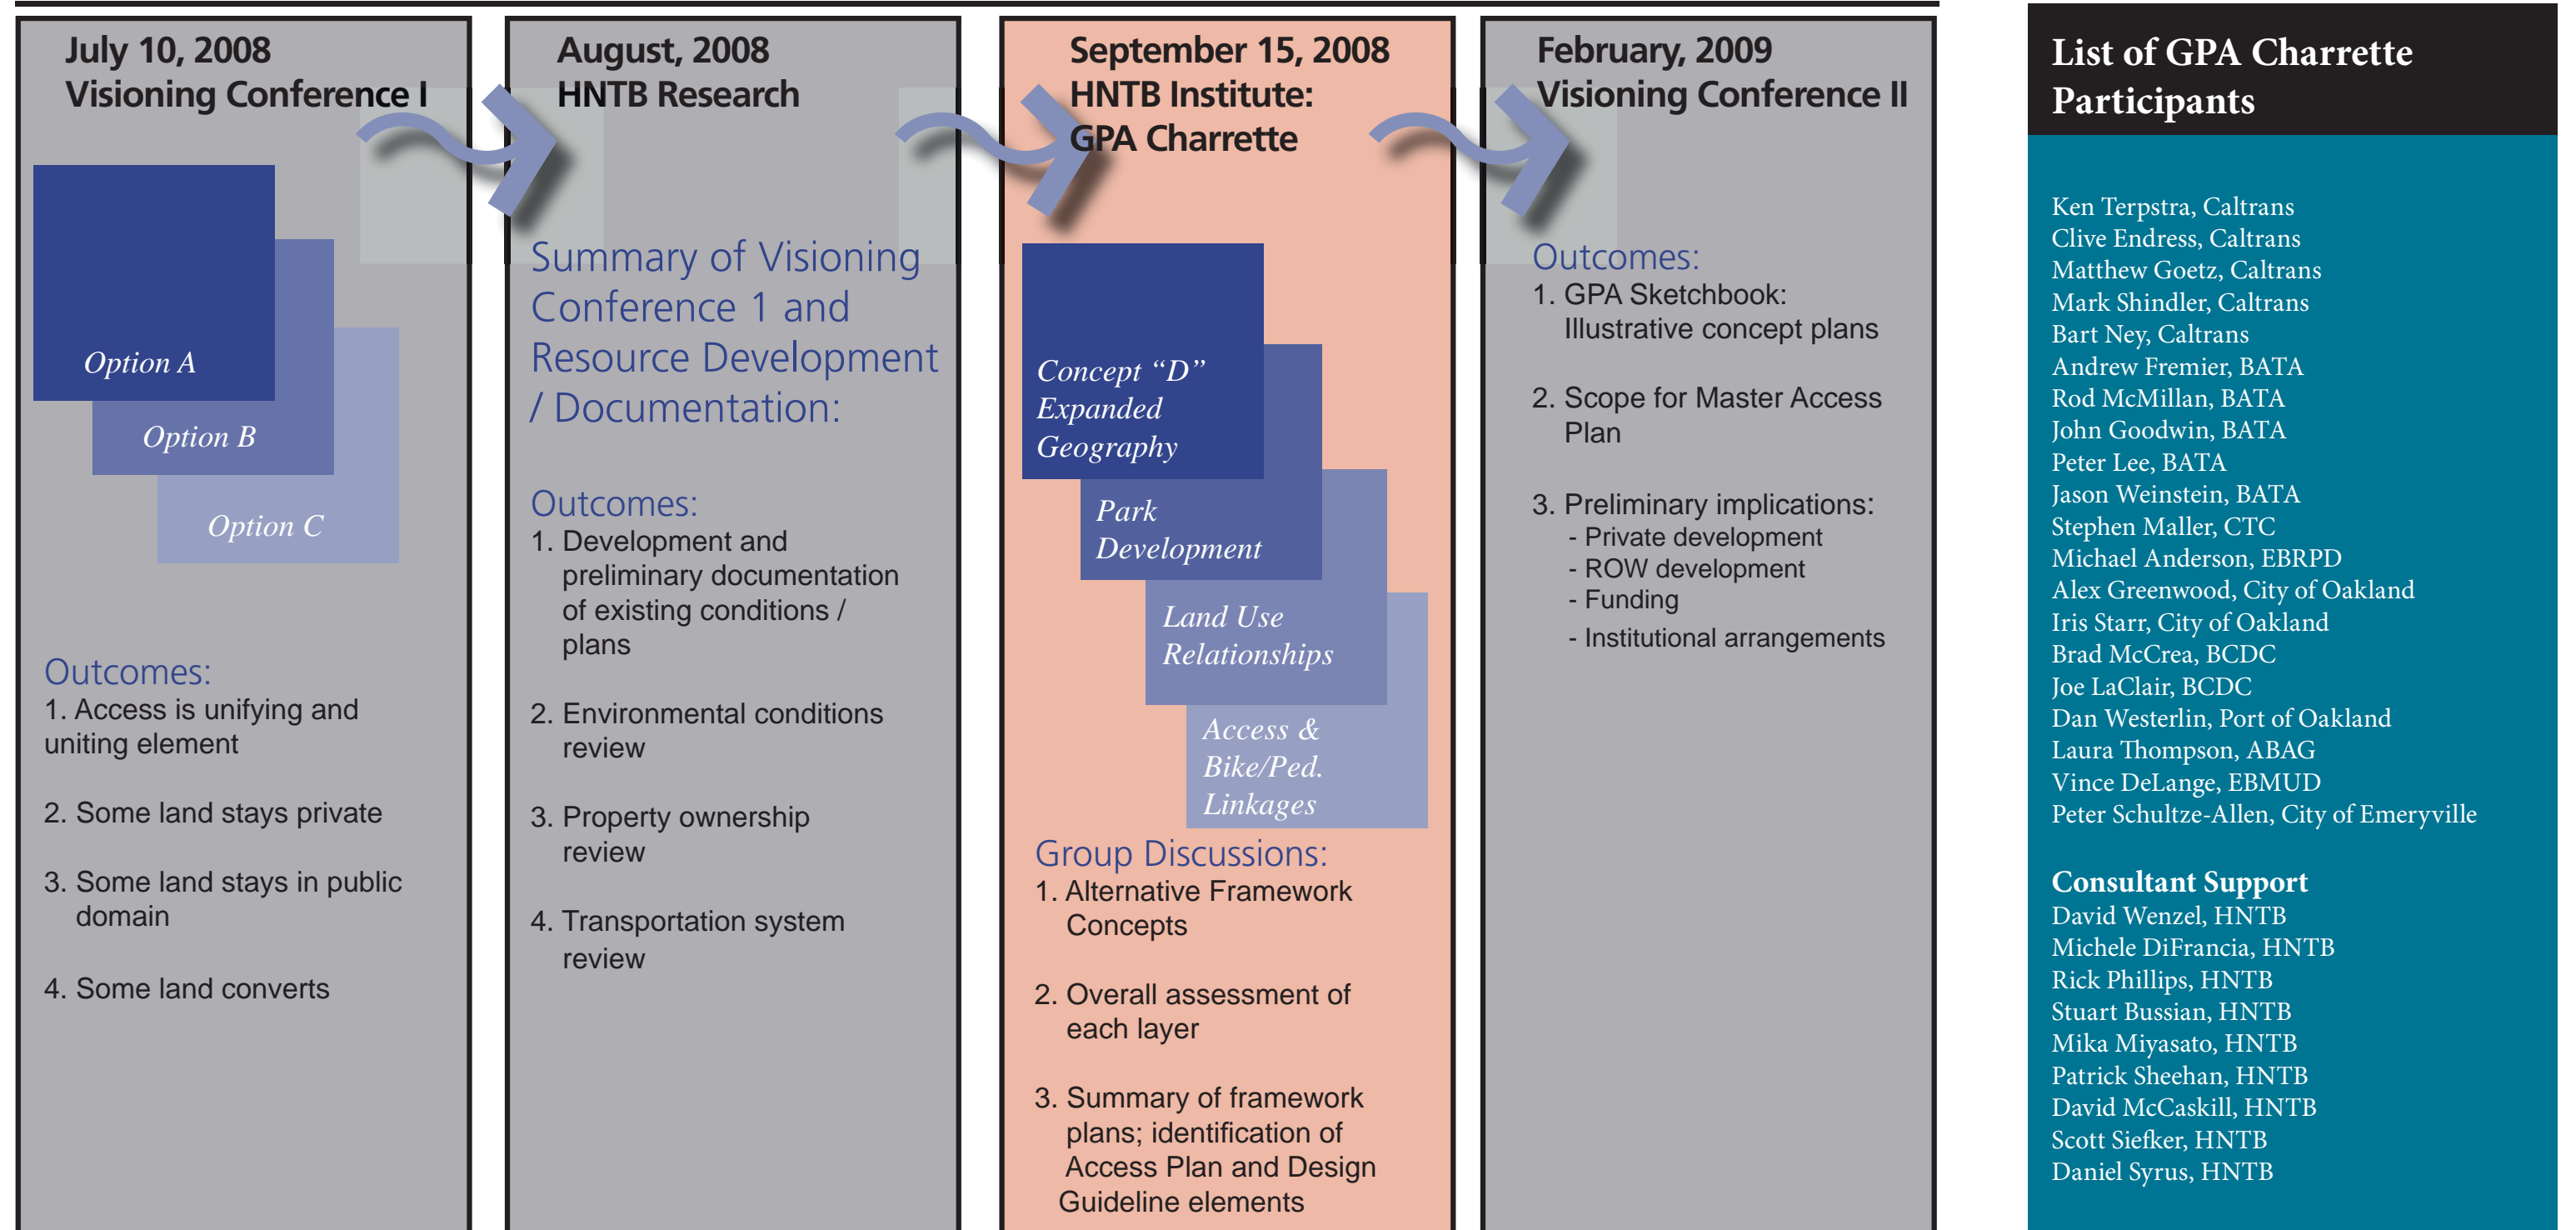 July 10, 2008
Visioning Conference I
Option A
Option B
Option C
Outcomes:
1. Access is unifying and
uniting element
2. Some land stays private
3. Some land stays in public
domain
4. Some land converts
August, 2008
HNTB Research
Summary of Visioning
Conference 1 and
Resource Development
/ Documentation:
Outcomes:
1. Development and
preliminary documentation
of existing conditions /
plans
2. Environmental conditions
review
3. Property ownership
review
4. Transportation system
review
September 15, 2008
HNTB Institute:
GPA Charrette
Concept “D”
Expanded
Geography
Park
Development
Land Use
Relationships
Access &
Bike/Ped.
Linkages
Group Discussions:
1. Alternative Framework
Concepts
2. Overall assessment of
each layer
3. Summary of framework
plans; identification of
Access Plan and Design
Guideline elements
February, 2009
Visioning Conference II
Outcomes:
1. GPA Sketchbook:
Illustrative concept plans
2. Scope for Master Access
Plan
3. Preliminary implications:
- Private development
- ROW development
- Funding
- Institutional arrangements
List of GPA Charrette
Participants
Ken Terpstra, Caltrans
Clive Endress, Caltrans
Matthew Goetz, Caltrans
Mark Shindler, Caltrans
Bart Ney, Caltrans
Andrew Fremier, BATA
Rod McMillan, BATA
John Goodwin, BATA
Peter Lee, BATA
Jason Weinstein, BATA
Stephen Maller, CTC
Michael Anderson, EBRPD
Alex Greenwood, City of Oakland
Iris Starr, City of Oakland
Brad McCrea, BCDC
Joe LaClair, BCDC
Dan Westerlin, Port of Oakland
Laura Thompson, ABAG
Vince DeLange, EBMUD
Peter Schultze-Allen, City of Emeryville
Consultant Support
David Wenzel, HNTB
Michele DiFrancia, HNTB
Rick Phillips, HNTB
Stuart Bussian, HNTB
Mika Miyasato, HNTB
Patrick Sheehan, HNTB
David McCaskill, HNTB
Scott Siefker, HNTB
Daniel Syrus, HNTB